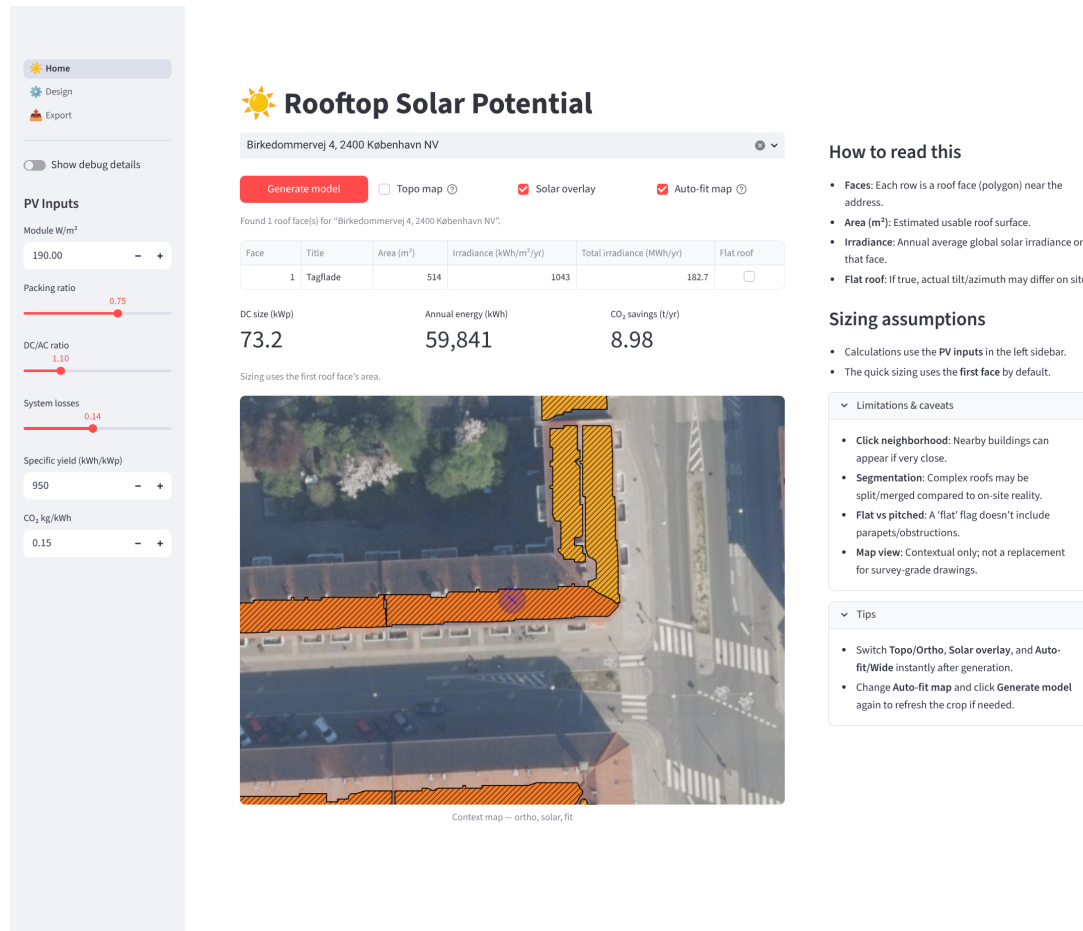 Home
Design
Export
Show debug details
PV Inputs
Module W/m²
190.00
Packing ratio
0.75
DC/AC ratio
1.10
System losses
0.14
Specific yield (kWh/kWp)
950
CO₂ kg/kWh
0.15
Rooftop Solar Potential
Birkedommervej 4, 2400 København NV
Generate model
Topo map
Solar overlay
Auto-fit map
Found 1 roof face(s) for “Birkedommervej 4, 2400 København NV”.
Face Title Area (m²) Irradiance (kWh/m²/yr) Total irradiance (MWh/yr) Flat roof
1 Tagflade 514 1043 182.7
DC size (kWp) Annual energy (kWh) CO₂ savings (t/yr)
73.2 59,841 8.98
Sizing uses the first roof face's area.
Context map — ortho, solar, fit
How to read this
Faces: Each row is a roof face (polygon) near the
address.
Area (m²): Estimated usable roof surface.
Irradiance: Annual average global solar irradiance on
that face.
Flat roof: If true, actual tilt/azimuth may differ on site
Sizing assumptions
Calculations use the PV inputs in the left sidebar.
The quick sizing uses the first face by default.
Limitations & caveats
Click neighborhood: Nearby buildings can
appear if very close.
Segmentation: Complex roofs may be
split/merged compared to on-site reality.
Flat vs pitched: A 'flat' flag doesn't include
parapets/obstructions.
Map view: Contextual only; not a replacement
for survey-grade drawings.
Tips
Switch Topo/Ortho, Solar overlay, and Auto-
fit/Wide instantly after generation.
Change Auto-fit map and click Generate model
again to refresh the crop if needed.